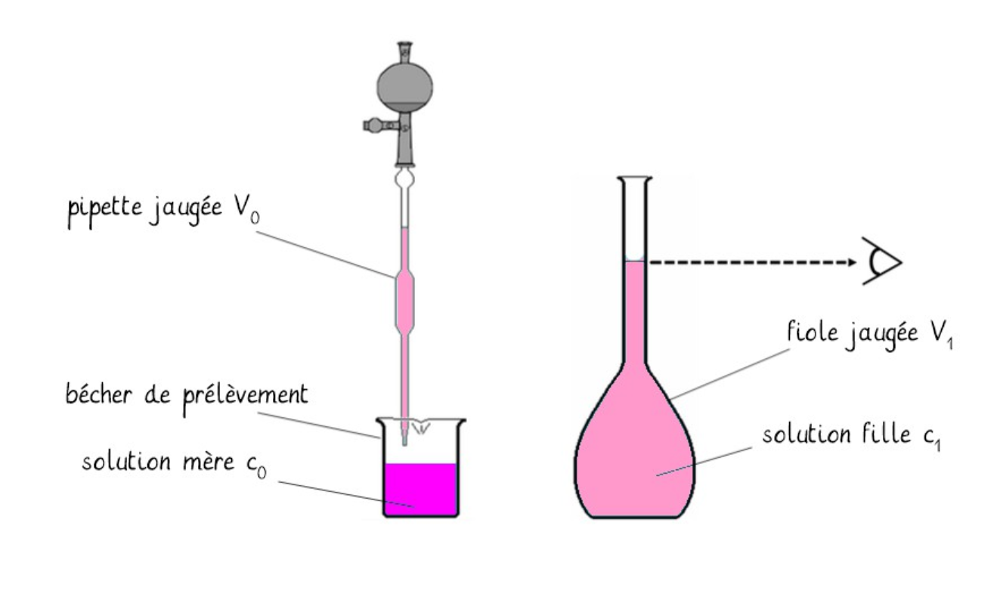 pipette jaugée V₀
bécher de prélèvement
solution mère c₀
fiole jaugée V₁
solution fille c₁